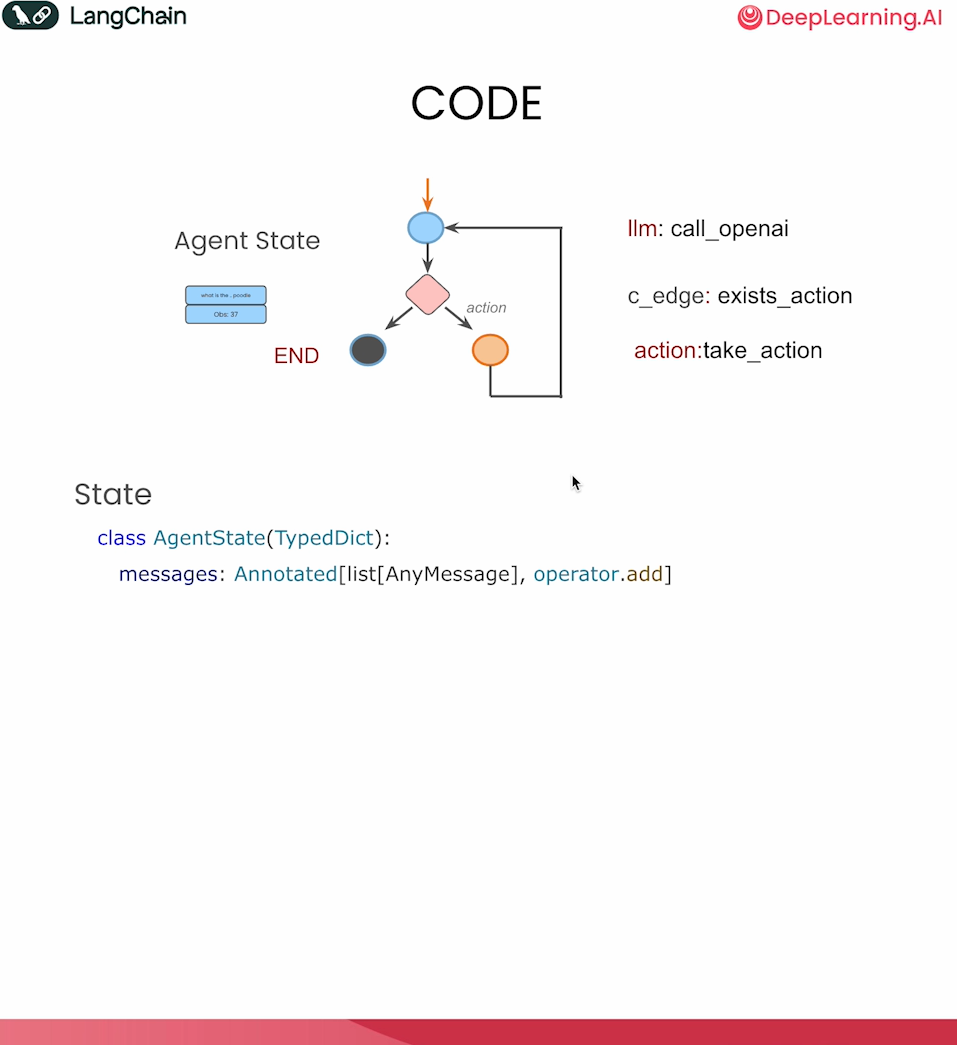 LangChain
DeepLearning.AI
CODE
Agent State
what is the . poodle
Obs: 37
action
END
llm: call_openai
c_edge: exists_action
action:take_action
State
class AgentState(TypedDict):
messages: Annotated[list[AnyMessage], operator.add]